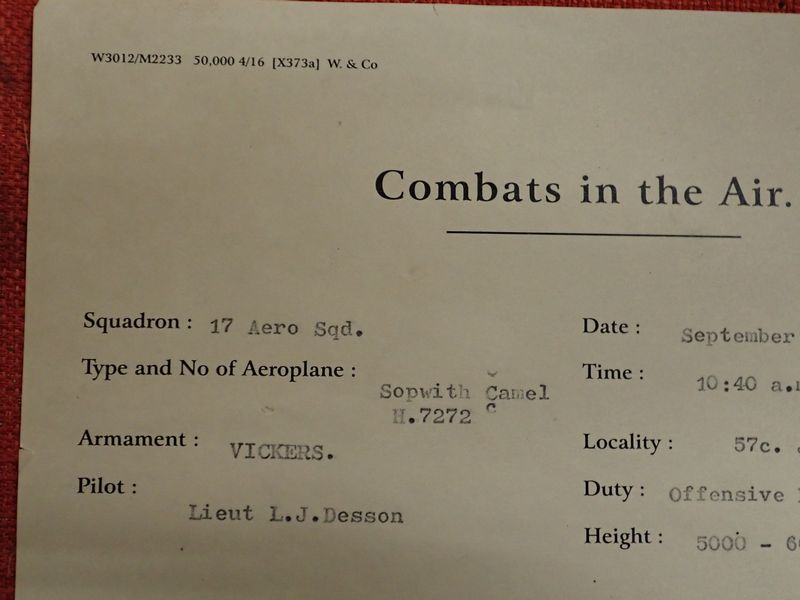 W3012/M2233 50,000 4/16 [X373a] W. & Co
Combats in the Air.
Squadron : 17 Aero Sqd.
Type and No of Aeroplane :
Sopwith Camel
H.7272
Armament : VICKERS.
Pilot :
Lieut L.J.Desson
Date : September
Time : 10:40 a.
Locality : 57c.
Duty : Offensive
Height : 5000 - 6